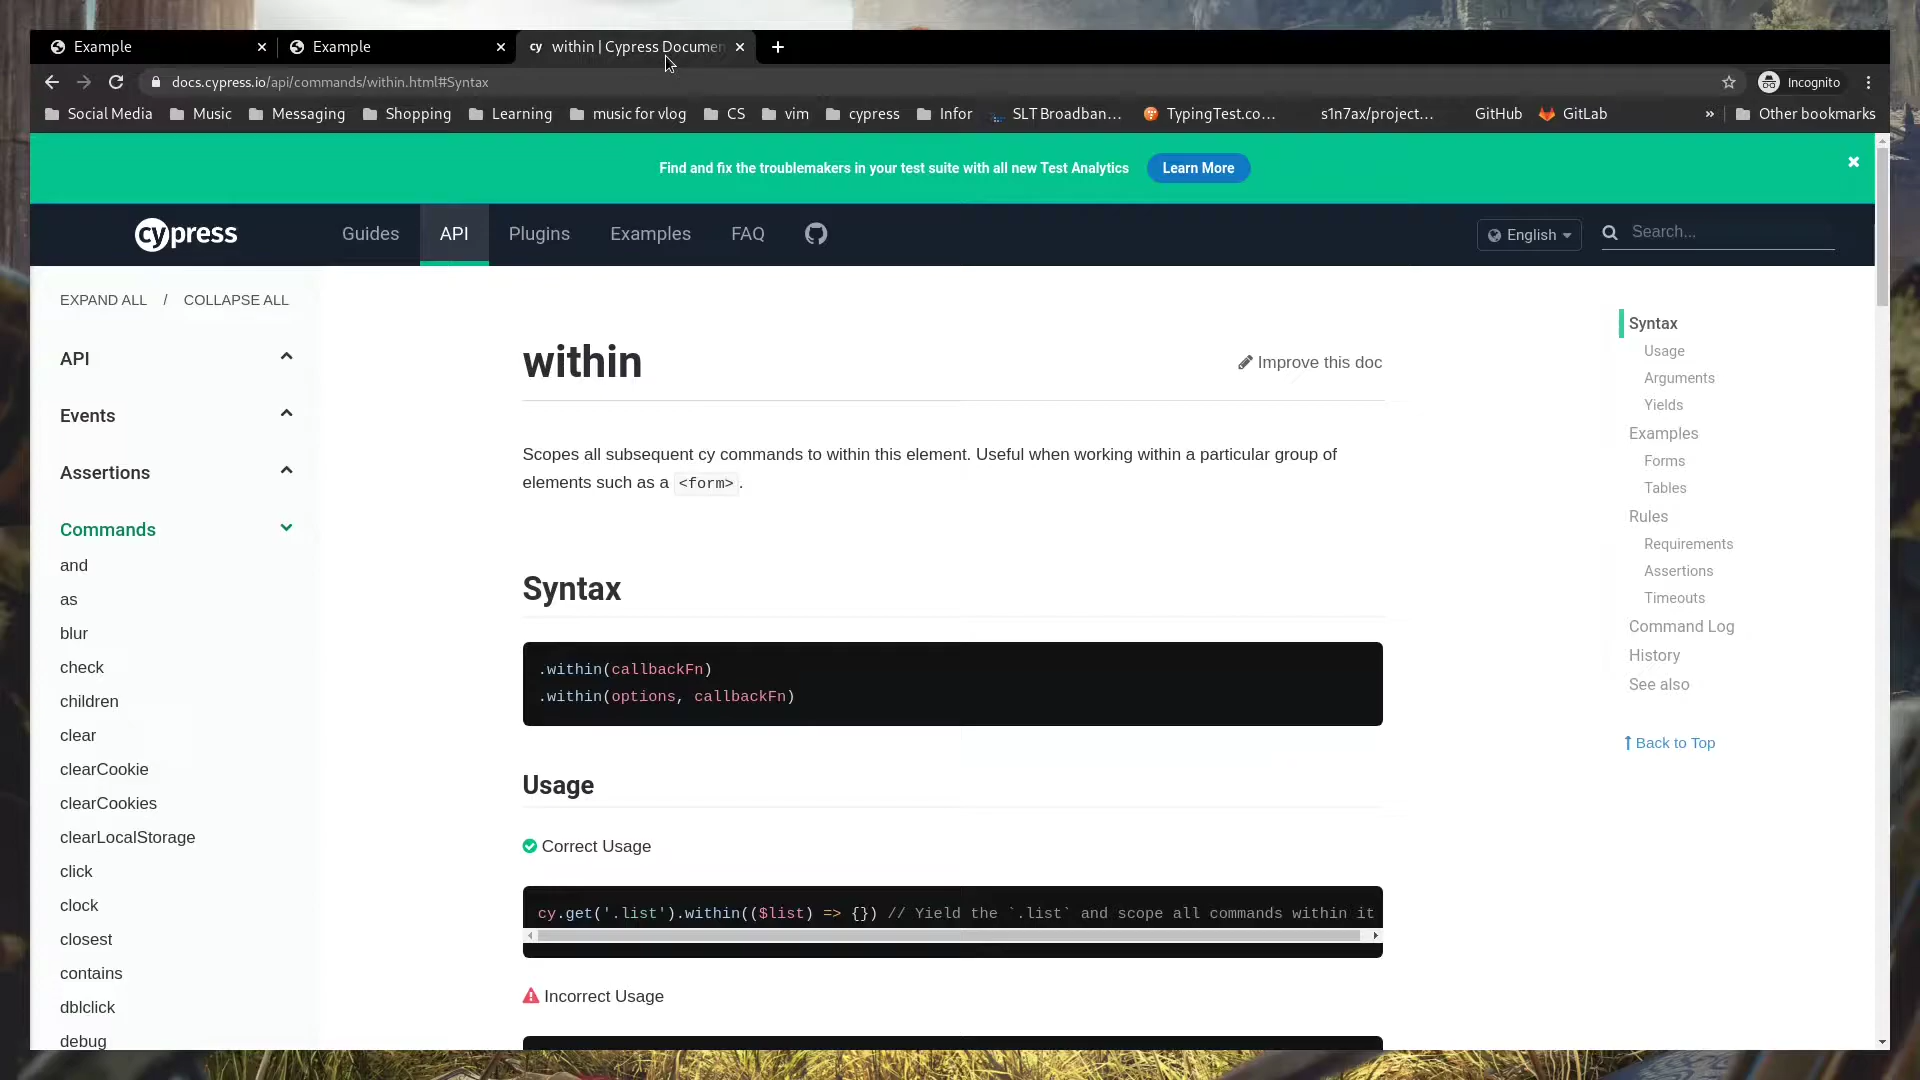 Example
Example
cy within | Cypress Documen
docs.cypress.io/api/commands/within.html#Syntax
Incognito
Social Media
Music
Messaging
Shopping
Learning
music for vlog
CS
vim
cypress
Infor
SLT Broadban...
TypingTest.co...
s1n7ax/project...
GitHub
GitLab
»
Other bookmarks
Find and fix the troublemakers in your test suite with all new Test Analytics
Learn More
cypress
Guides
API
Plugins
Examples
FAQ
English
Search...
EXPAND ALL / COLLAPSE ALL
API
Events
Assertions
Commands
and
as
blur
check
children
clear
clearCookie
clearCookies
clearLocalStorage
click
clock
closest
contains
dblclick
debug
within
Improve this doc
Scopes all subsequent cy commands to within this element. Useful when working within a particular group of
elements such as a <form>.
Syntax
.within(callbackFn)
.within(options, callbackFn)
Usage
Correct Usage
cy.get('.list').within(($list) => {}) // Yield the `.list` and scope all commands within it
Incorrect Usage
Syntax
Usage
Arguments
Yields
Examples
Forms
Tables
Rules
Requirements
Assertions
Timeouts
Command Log
History
See also
Back to Top